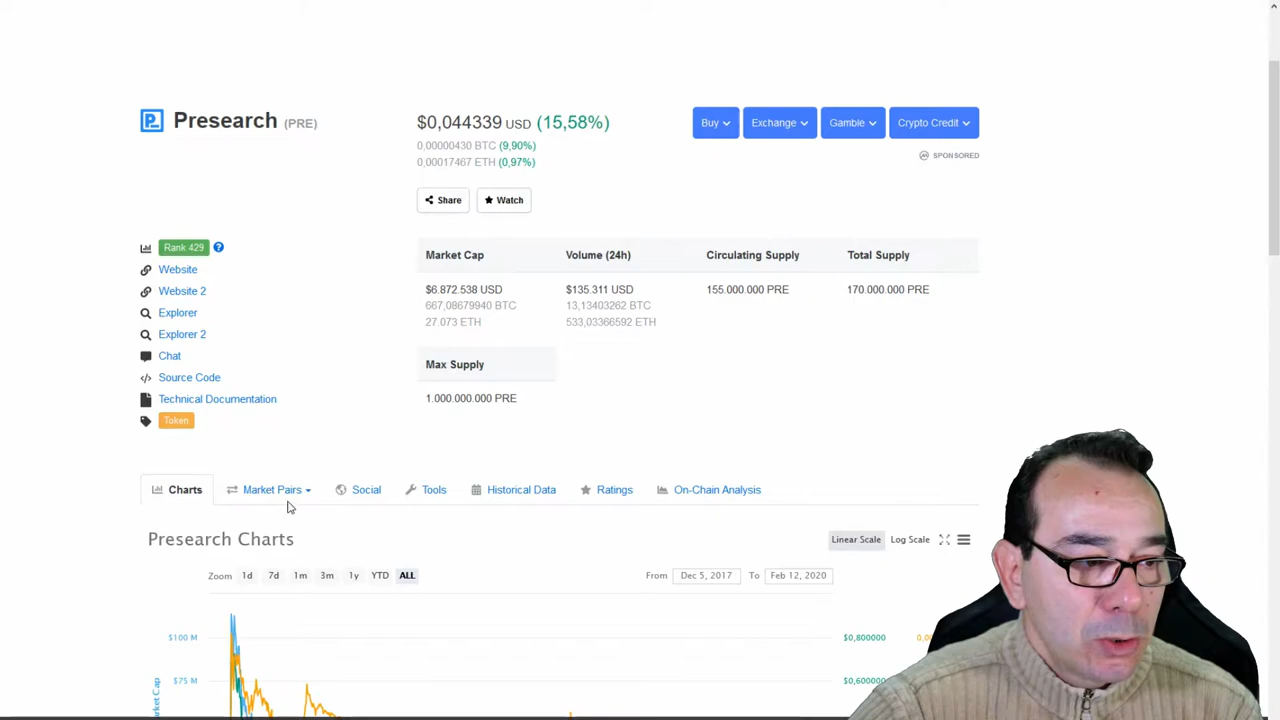 Presearch (PRE)
$0,044339 USD (15,58%)
0,00000430 BTC (9,90%)
0,00017467 ETH (0,97%)
Buy
Exchange
Gamble
Crypto Credit
SPONSORED
Share
Watch
Rank 429
Website
Website 2
Explorer
Explorer 2
Chat
Source Code
Technical Documentation
Token
Market Cap
Volume (24h)
Circulating Supply
Total Supply
$6.872.538 USD
$135.311 USD
155.000.000 PRE
170.000.000 PRE
667,08679940 BTC
13,13403262 BTC
27.073 ETH
533,03366592 ETH
Max Supply
1.000.000.000 PRE
Charts
Market Pairs
Social
Tools
Historical Data
Ratings
On-Chain Analysis
Presearch Charts
Linear Scale
Log Scale
Zoom 1d 7d 1m 3m 1y YTD ALL
From Dec 5, 2017 To Feb 12, 2020
$100 M
$0,800000
$75 M
$0,60000